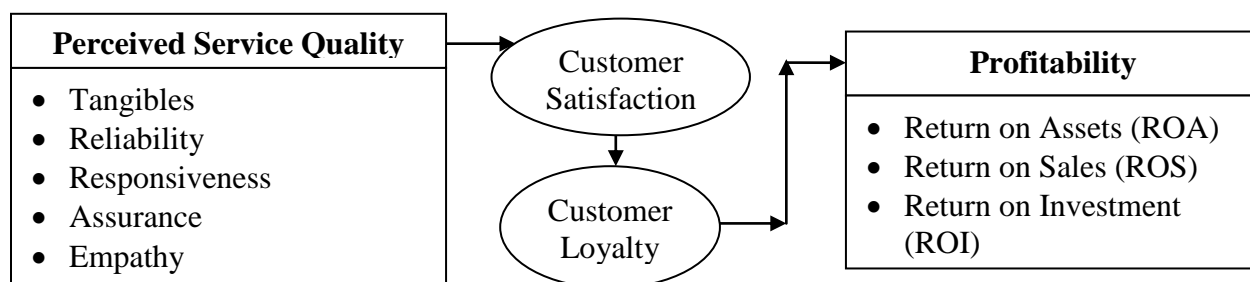 Perceived Service Quality
• Tangibles
• Reliability
• Responsiveness
• Assurance
• Empathy
Customer
Satisfaction
Customer
Loyalty
Profitability
• Return on Assets (ROA)
• Return on Sales (ROS)
• Return on Investment
(ROI)